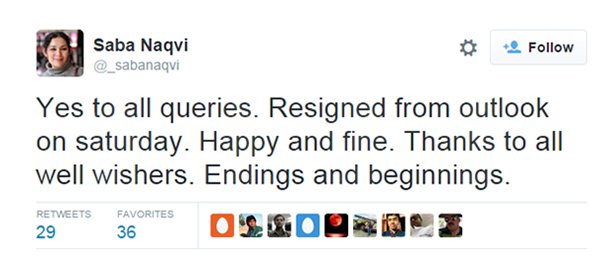 Saba Naqvi
@_sabanaqvi
Follow
Yes to all queries. Resigned from outlook
on saturday. Happy and fine. Thanks to all
well wishers. Endings and beginnings.
RETWEETS
29
FAVORITES
36